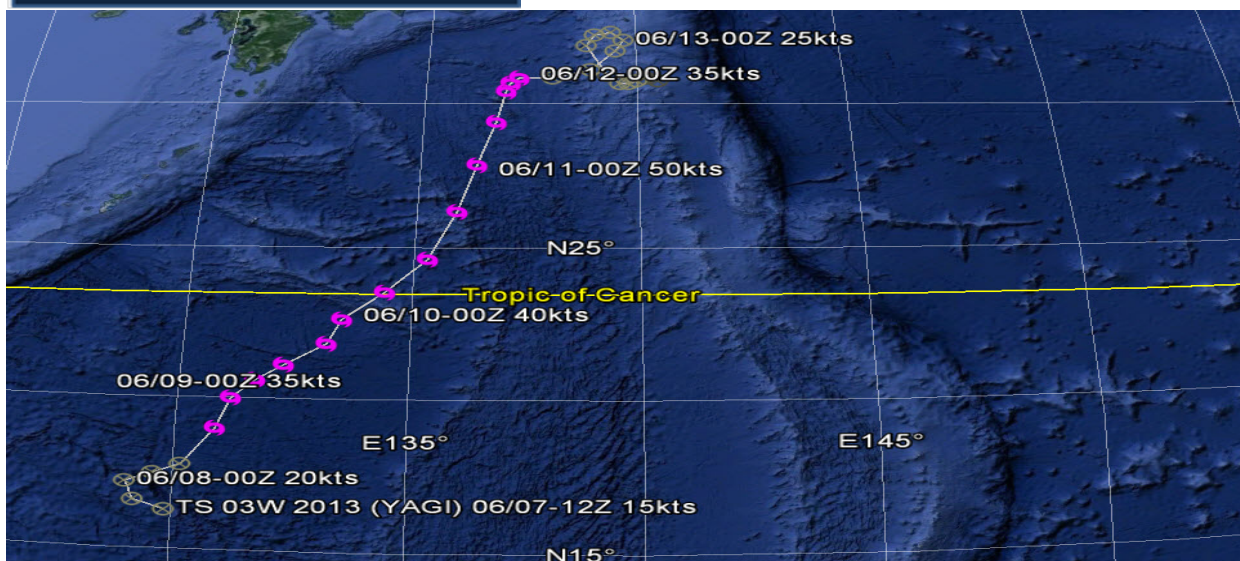 06/13-00Z 25kts
06/12-00Z 35kts
06/11-00Z 50kts
N25°
Tropic of Cancer
06/10-00Z 40kts
06/09-00Z 35kts
E135°
E145°
06/08-00Z 20kts
TS 03W 2013 (YAGI) 06/07-12Z 15kts
N15°